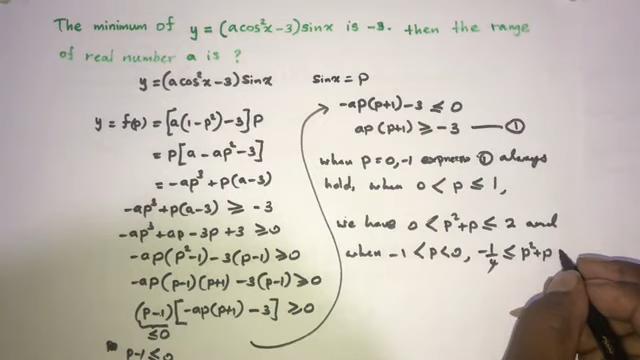 The minimum of y = (acos²x-3)sinx is -3. then the range
of real number a is?
y = (acos²x-3) sinx
y = f(p) = [a(1-p²)-3]p
= p[a-ap²-3]
= -ap³+p(a-3)
-ap³+p(a-3) ≥ -3
-ap³+ap-3p+3 ≥ 0
-ap(p²-1)-3(p-1) ≥ 0
-ap(p-1)(p+1)-3(p-1) ≥ 0
(p-1)[-ap(p+1)-3] ≥ 0
≤0
p-1 ≤ 0
sinx = p
-ap(p+1)-3 ≤ 0
ap(p+1) ≥ -3 — ①
when p=0,-1 ① always
hold, when 0 < p ≤ 1,
we have 0 < p²+p ≤ 2 and
when -1 < p < 0, -1/4 ≤ p²+p